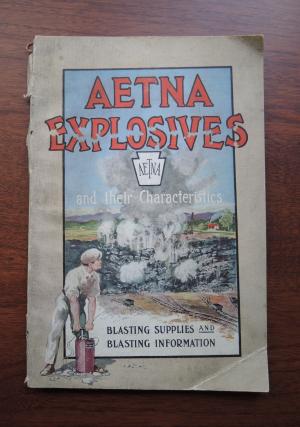 AETNA
EXPLOSIVES
AETNA
and their Characteristics
BLASTING SUPPLIES AND
BLASTING INFORMATION